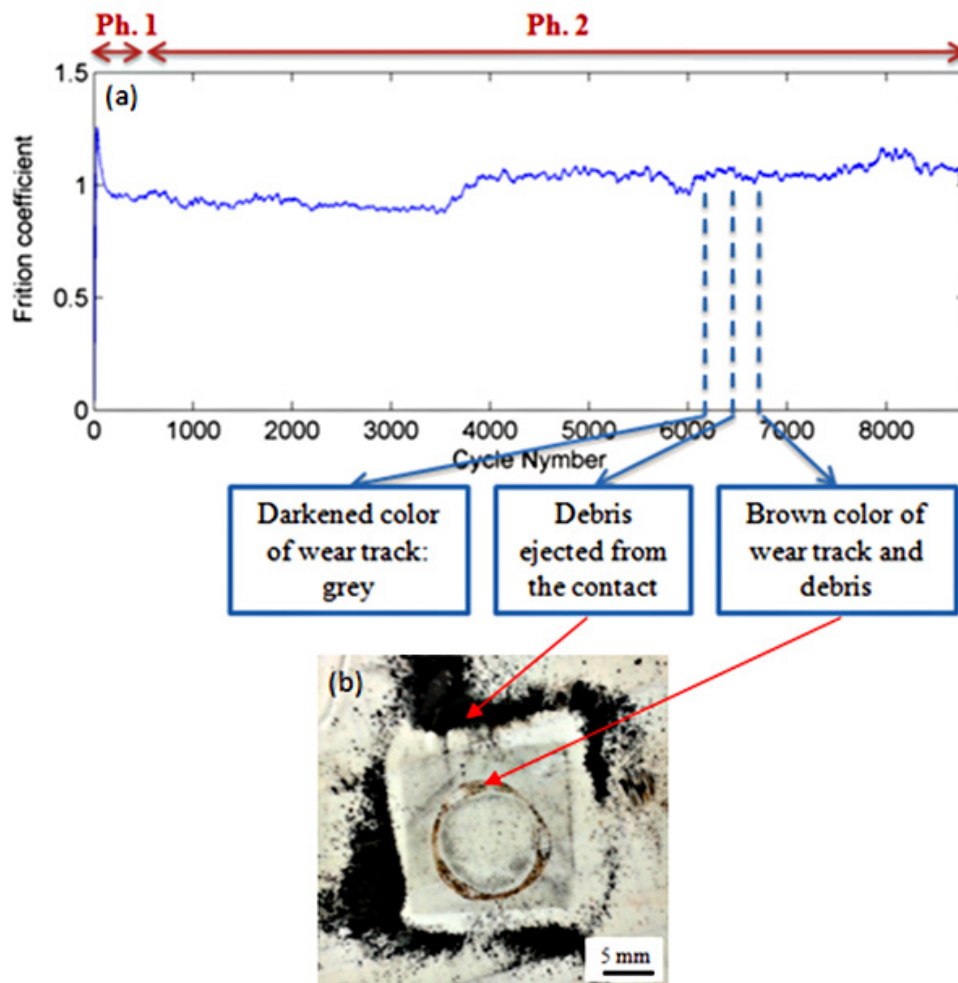 Ph. 1
Ph. 2
(a)
1.5
1
0.5
0
Frition coefficient
0 1000 2000 3000 4000 5000 6000 7000 8000
Cycle Nymber
Darkened color
of wear track:
grey
Debris
ejected from
the contact
Brown color of
wear track and
debris
(b)
5 mm